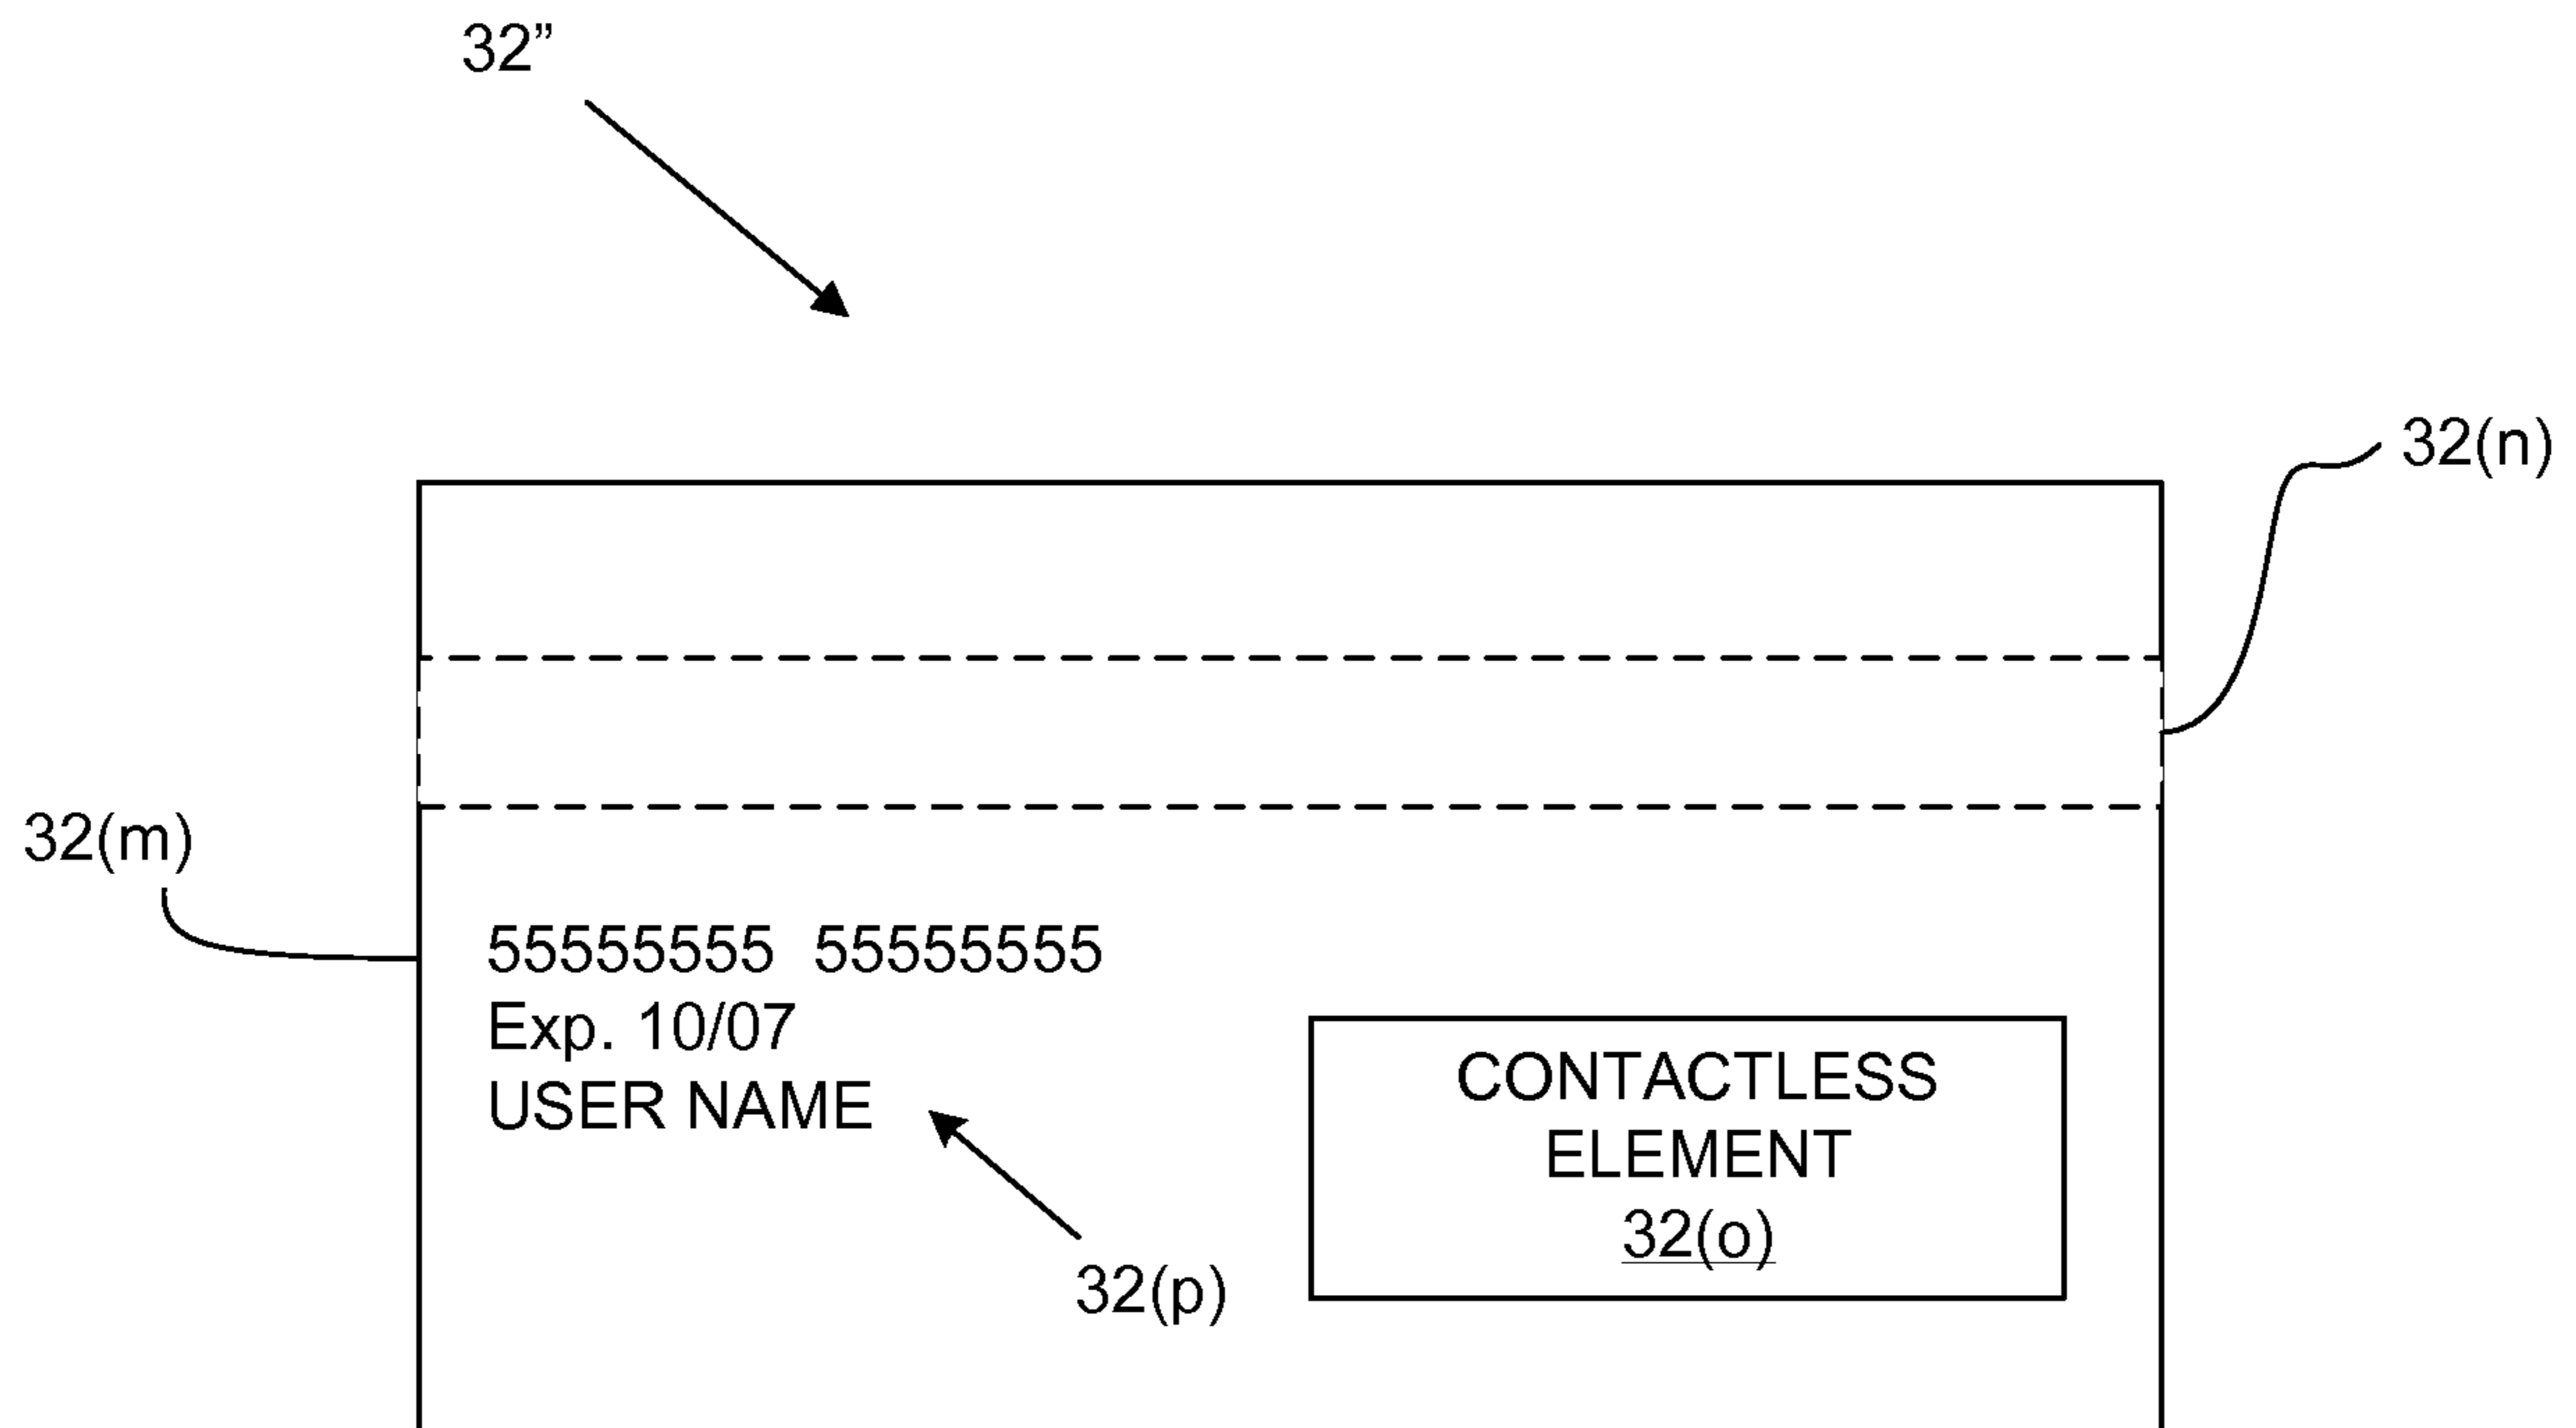 32”
32(n)
32(m)
55555555 55555555
Exp. 10/07
USER NAME
CONTACTLESS
ELEMENT
32(o)
32(p)